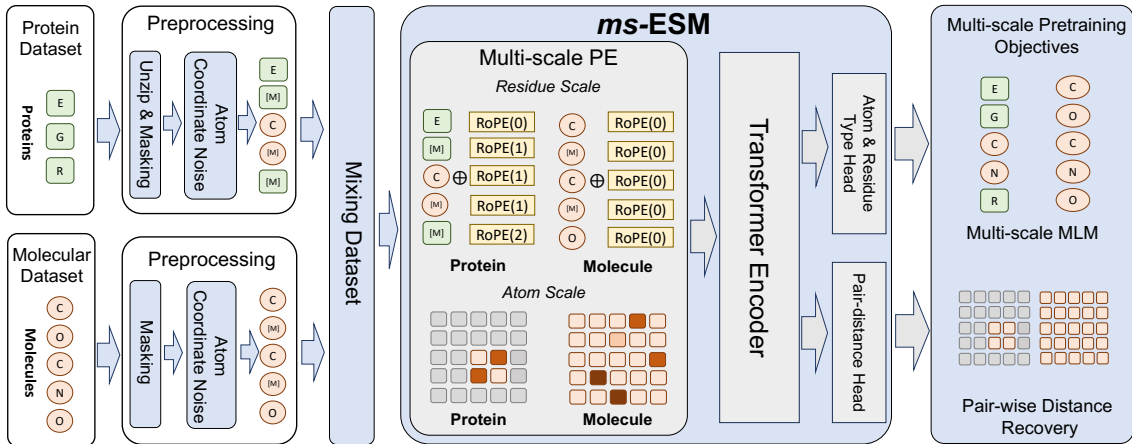 Protein
Dataset
Proteins
E
G
R
Preprocessing
Unzip & Masking
Atom
Coordinate Noise
E
[M]
C
[M]
[M]
Molecular
Dataset
Molecules
C
O
C
N
O
Preprocessing
Masking
Atom
Coordinate Noise
C
[M]
C
[M]
O
Mixing Dataset
ms-ESM
Multi-scale PE
Residue Scale
E RoPE(0)
[M] RoPE(1)
C ⊕ RoPE(1)
[M] RoPE(1)
[M] RoPE(2)
Protein
C RoPE(0)
[M] RoPE(0)
C ⊕ RoPE(0)
[M] RoPE(0)
O RoPE(0)
Molecule
Atom Scale
Protein
Molecule
Transformer Encoder
Atom & Residue
Type Head
Pair-distance Head
Multi-scale Pretraining
Objectives
E C
G O
C C
N N
R O
Multi-scale MLM
Pair-wise Distance
Recovery